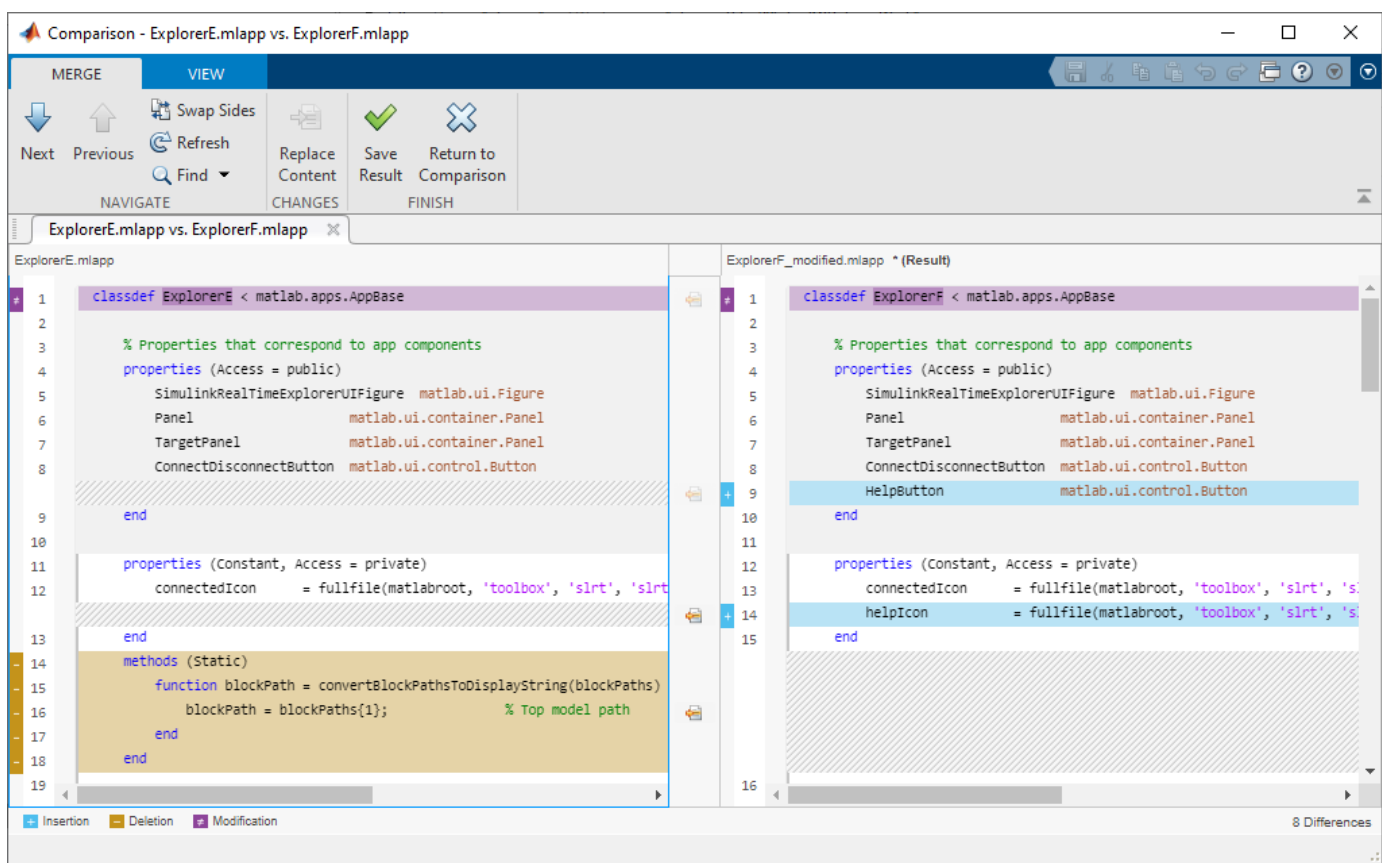 Comparison - ExplorerE.mlapp vs. ExplorerF.mlapp
MERGE VIEW
Next Previous Swap Sides Refresh Find Replace Content Save Result Return to Comparison
NAVIGATE CHANGES FINISH
ExplorerE.mlapp vs. ExplorerF.mlapp
ExplorerE.mlapp
≠ 1 classdef ExplorerE < matlab.apps.AppBase
2
3 % Properties that correspond to app components
4 properties (Access = public)
5 SimulinkRealTimeExplorerUIFigure matlab.ui.Figure
6 Panel matlab.ui.container.Panel
7 TargetPanel matlab.ui.container.Panel
8 ConnectDisconnectButton matlab.ui.control.Button
9 end
10
11 properties (Constant, Access = private)
12 connectedIcon = fullfile(matlabroot, 'toolbox', 'slrt', 'slrt
13 end
- 14 methods (Static)
- 15 function blockPath = convertBlockPathsToDisplayString(blockPaths)
- 16 blockPath = blockPaths{1}; % Top model path
- 17 end
- 18 end
19
ExplorerF_modified.mlapp * (Result)
≠ 1 classdef ExplorerF < matlab.apps.AppBase
2
3 % Properties that correspond to app components
4 properties (Access = public)
5 SimulinkRealTimeExplorerUIFigure matlab.ui.Figure
6 Panel matlab.ui.container.Panel
7 TargetPanel matlab.ui.container.Panel
8 ConnectDisconnectButton matlab.ui.control.Button
+ 9 HelpButton matlab.ui.control.Button
10 end
11
12 properties (Constant, Access = private)
13 connectedIcon = fullfile(matlabroot, 'toolbox', 'slrt', 's
+ 14 helpIcon = fullfile(matlabroot, 'toolbox', 'slrt', 's
15 end
16
+ Insertion - Deletion ≠ Modification
8 Differences